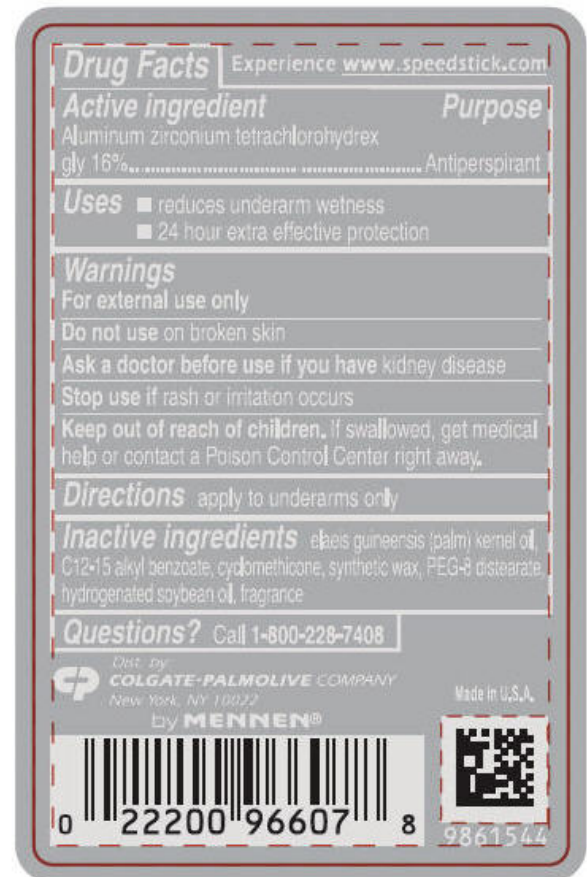 Drug Facts Experience www.speedstick.com
Active ingredient Purpose
Aluminum zirconium tetrachlorohydrex
gly 16%............................................................ Antiperspirant
Uses ■ reduces underarm wetness
■ 24 hour extra effective protection
Warnings
For external use only
Do not use on broken skin
Ask a doctor before use if you have kidney disease
Stop use if rash or irritation occurs
Keep out of reach of children. If swallowed, get medical
help or contact a Poison Control Center right away.
Directions apply to underarms only
Inactive ingredients elaeis guineensis (palm) kernel oil,
C12-15 alkyl benzoate, cyclomethicone, synthetic wax, PEG-8 distearate,
hydrogenated soybean oil, fragrance
Questions? Call 1-800-228-7408
CP
Dist. by
COLGATE-PALMOLIVE COMPANY
New York, NY 10022
by MENNEN®
Made in U.S.A.
0 22200 96607 8
9861544